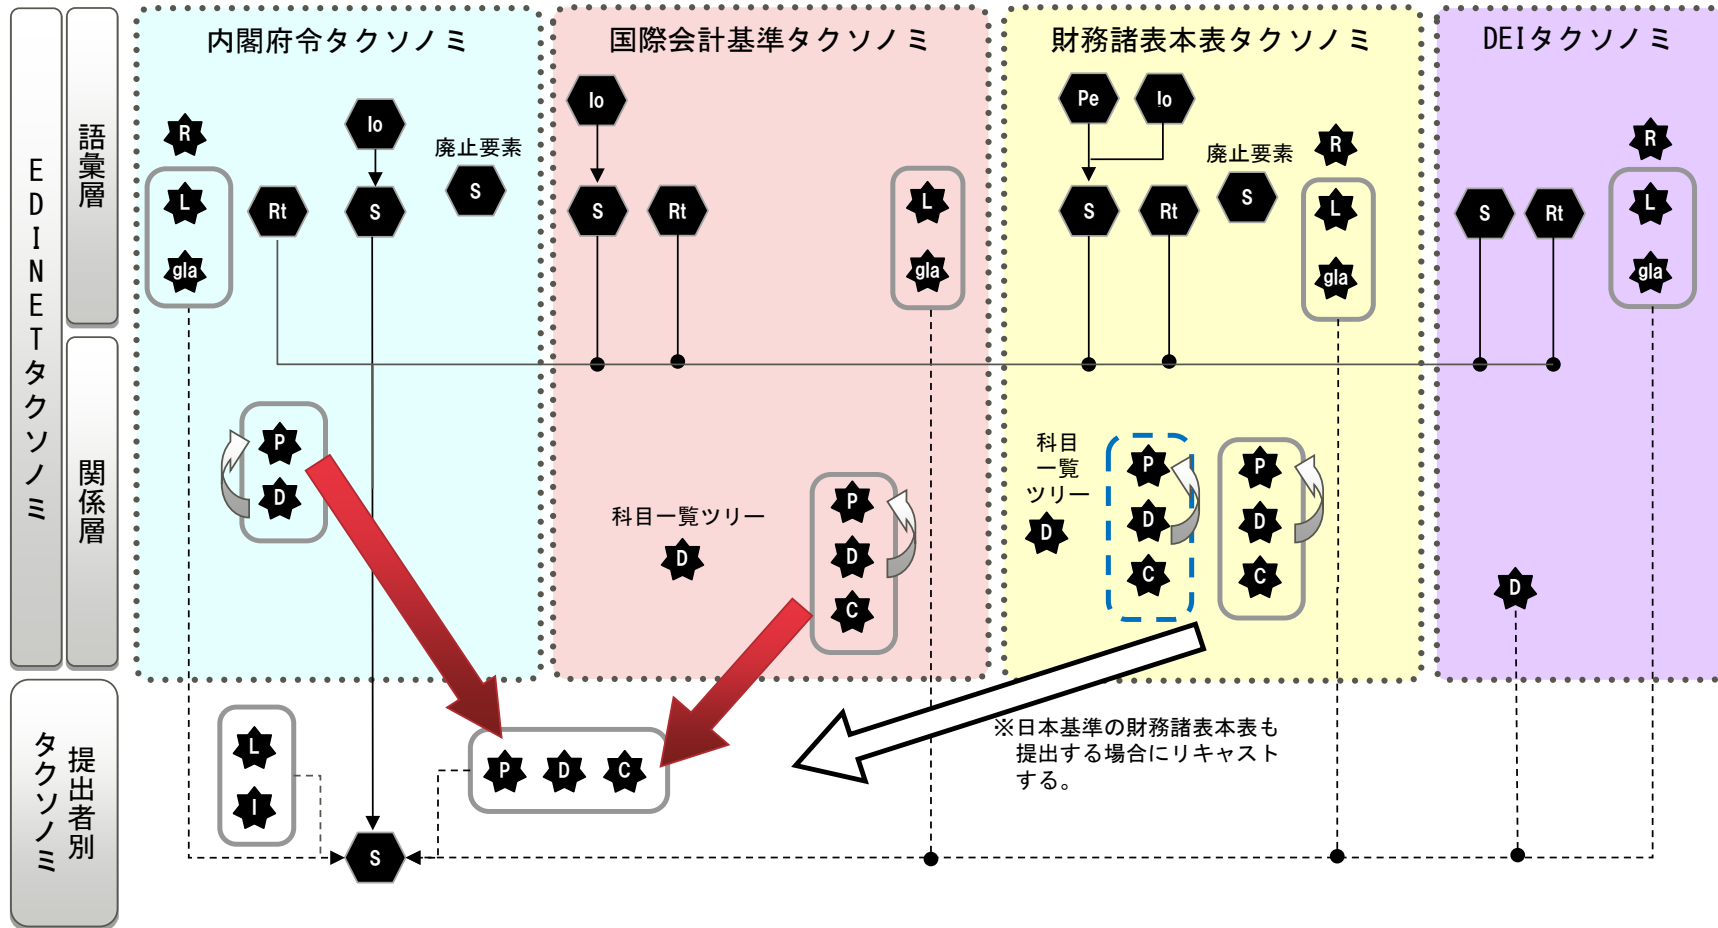 EDINETタクソノミ
語彙層
関係層
提出者別
タクソノミ
内閣府令タクソノミ
R
L
gla
Rt
Io
S
廃止要素
S
P
D
国際会計基準タクソノミ
Io
S
Rt
L
gla
科目一覧ツリー
D
P
D
C
財務諸表本表タクソノミ
Pe
Io
S
Rt
廃止要素
S
R
L
gla
科目
一覧
ツリー
D
P
D
C
P
D
C
DEIタクソノミ
S
Rt
R
L
gla
D
L
I
S
P D C
※日本基準の財務諸表本表も
提出する場合にリキャスト
する。